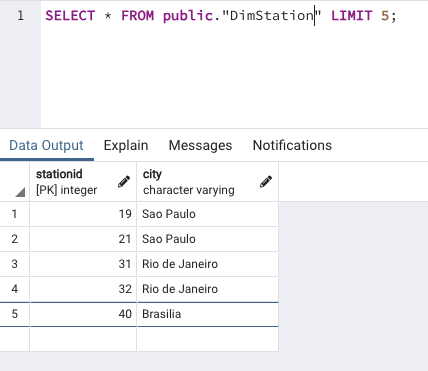 1 SELECT * FROM public."DimStation" LIMIT 5;
Data Output Explain Messages Notifications
stationid city
[PK] integer character varying
1 19 Sao Paulo
2 21 Sao Paulo
3 31 Rio de Janeiro
4 32 Rio de Janeiro
5 40 Brasilia